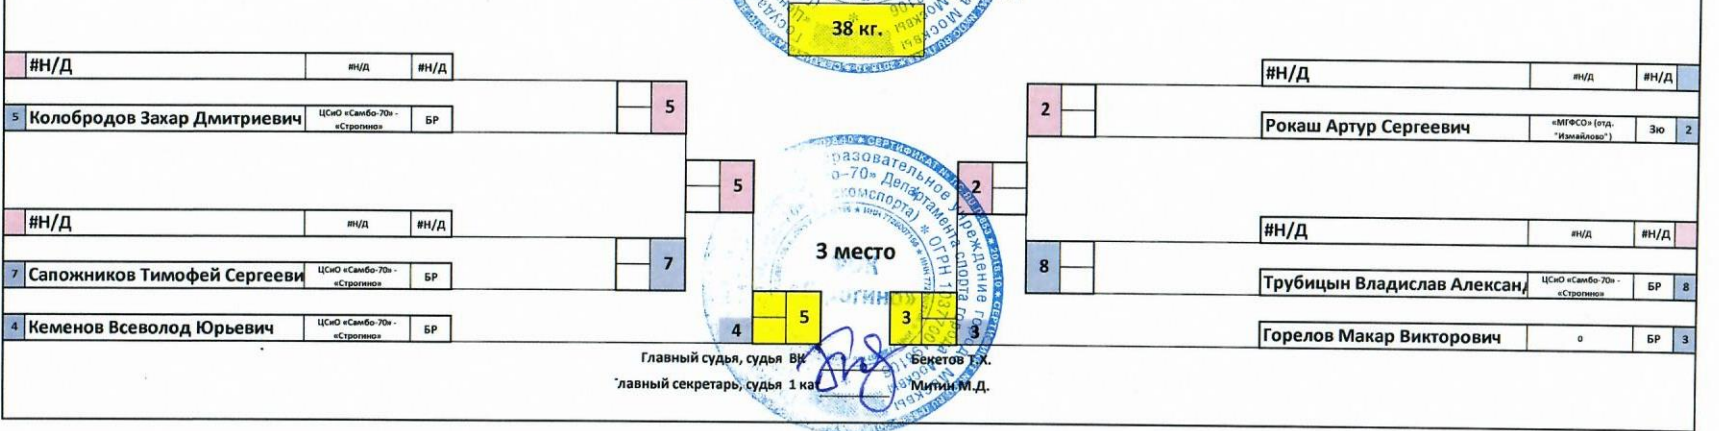 38 кг.
#Н/Д #Н/Д #Н/Д
5 Колобродов Захар Дмитриевич ЦСиО «Самбо-70» - «Строгино» БР
5
7 Сапожников Тимофей Сергееви ЦСиО «Самбо-70» - «Строгино» БР
#Н/Д #Н/Д #Н/Д
7
5
4 Кеменов Всеволод Юрьевич ЦСиО «Самбо-70» - «Строгино» БР
4
5
3 место
#Н/Д #Н/Д #Н/Д
Рокаш Артур Сергеевич «МГФСО» (отд. "Измайлово") 3ю 2
2
#Н/Д #Н/Д #Н/Д
Трубицын Владислав Александ ЦСиО «Самбо-70» - «Строгино» БР 8
8
2
Горелов Макар Викторович 0 БР 3
3
3
Главный судья, судья ВК Бекетов Г.Х.
лавный секретарь, судья 1 кат Митин М.Д.